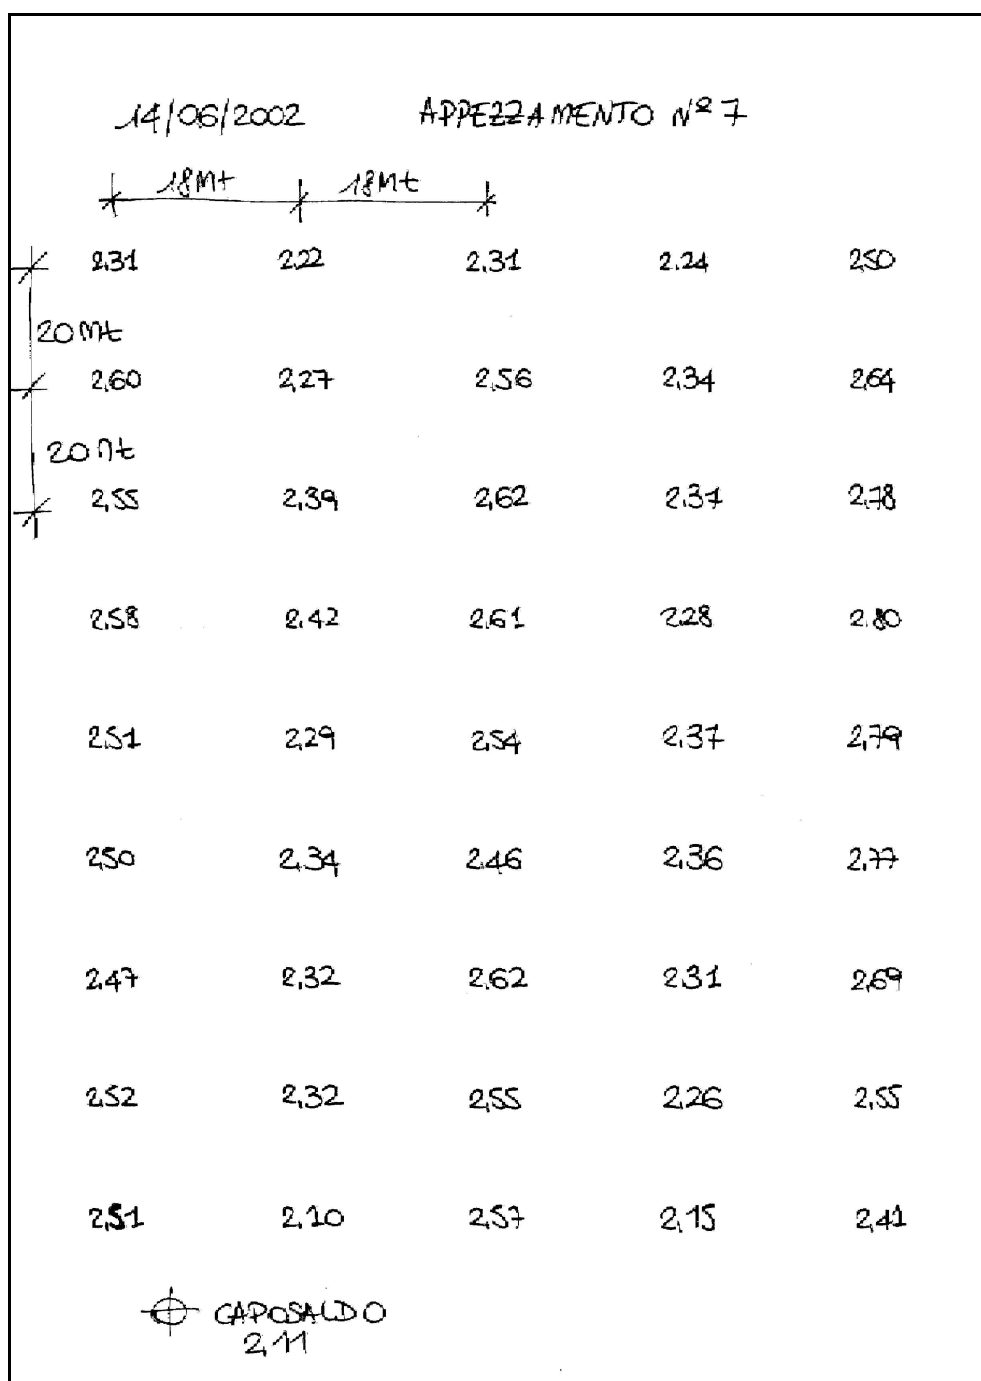 14/06/2002 APPEZZAMENTO Nº 7
18Mt 18Mt
2,31 2,22 2,31 2,24 2,50
20Mt
2,60 2,27 2,56 2,34 2,64
20Mt
2,55 2,39 2,62 2,37 2,78
2,58 2,42 2,61 2,28 2,80
2,51 2,29 2,54 2,37 2,79
2,50 2,34 2,46 2,36 2,77
2,47 2,32 2,62 2,31 2,69
2,52 2,32 2,55 2,26 2,55
2,51 2,10 2,57 2,15 2,41
CAPOSALDO
2,11